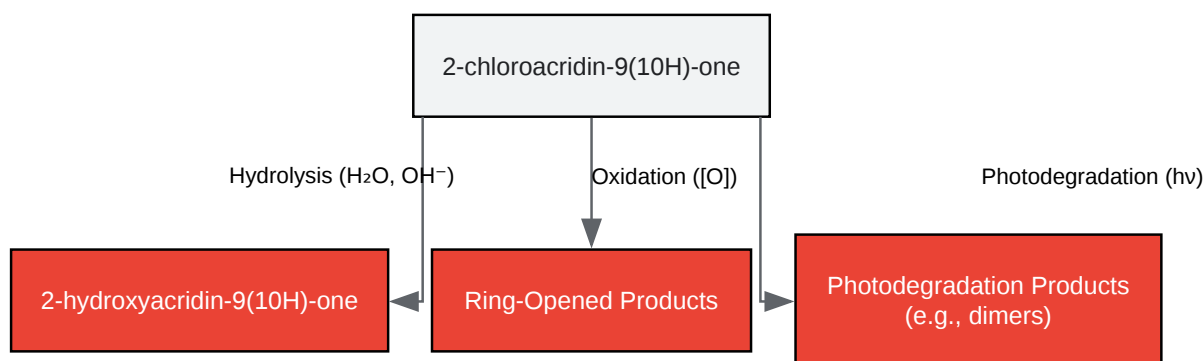 2-chloroacridin-9(10H)-one
Hydrolysis (H₂O, OH⁻)
Oxidation ([O])
Photodegradation (hν)
2-hydroxyacridin-9(10H)-one
Ring-Opened Products
Photodegradation Products
(e.g., dimers)